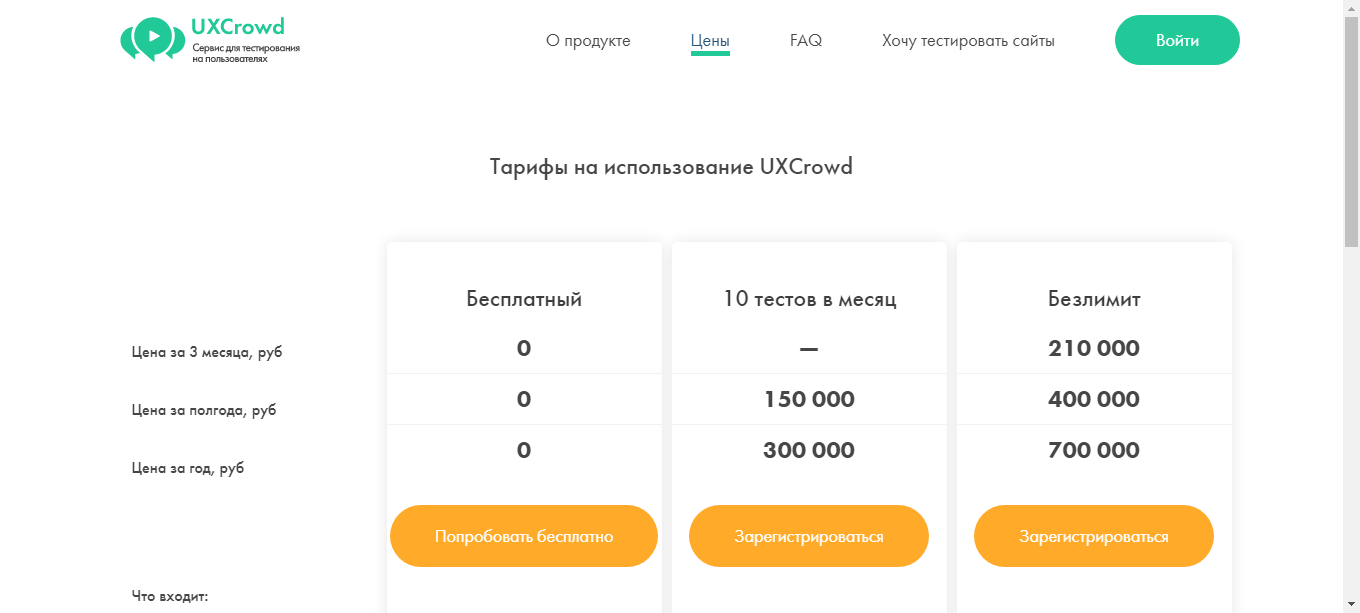 UXCrowd
Сервис для тестирования
на пользователях
О продукте
Цены
FAQ
Хочу тестировать сайты
Войти
Тарифы на использование UXCrowd
Бесплатный
10 тестов в месяц
Безлимит
Цена за 3 месяца, руб
0
—
210 000
Цена за полгода, руб
0
150 000
400 000
Цена за год, руб
0
300 000
700 000
Попробовать бесплатно
Зарегистрироваться
Зарегистрироваться
Что входит: